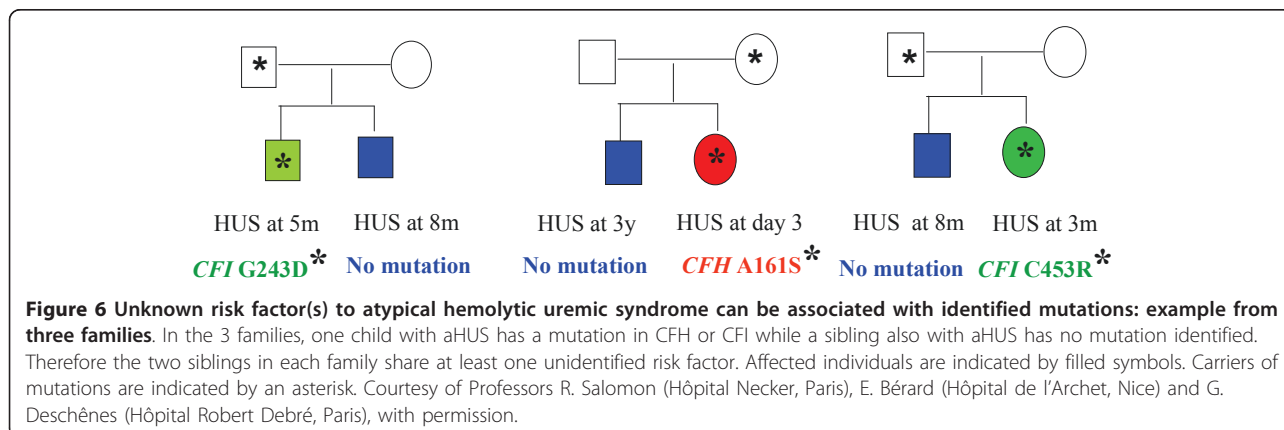 * * *
* * *
HUS at 5m HUS at 8m HUS at 3y HUS at day 3 HUS at 8m HUS at 3m
CFI G243D* No mutation No mutation CFH A161S* No mutation CFI C453R*
Figure 6 Unknown risk factor(s) to atypical hemolytic uremic syndrome can be associated with identified mutations: example from
three families. In the 3 families, one child with aHUS has a mutation in CFH or CFI while a sibling also with aHUS has no mutation identified.
Therefore the two siblings in each family share at least one unidentified risk factor. Affected individuals are indicated by filled symbols. Carriers of
mutations are indicated by an asterisk. Courtesy of Professors R. Salomon (Hôpital Necker, Paris), E. Bérard (Hôpital de l'Archet, Nice) and G.
Deschênes (Hôpital Robert Debré, Paris), with permission.